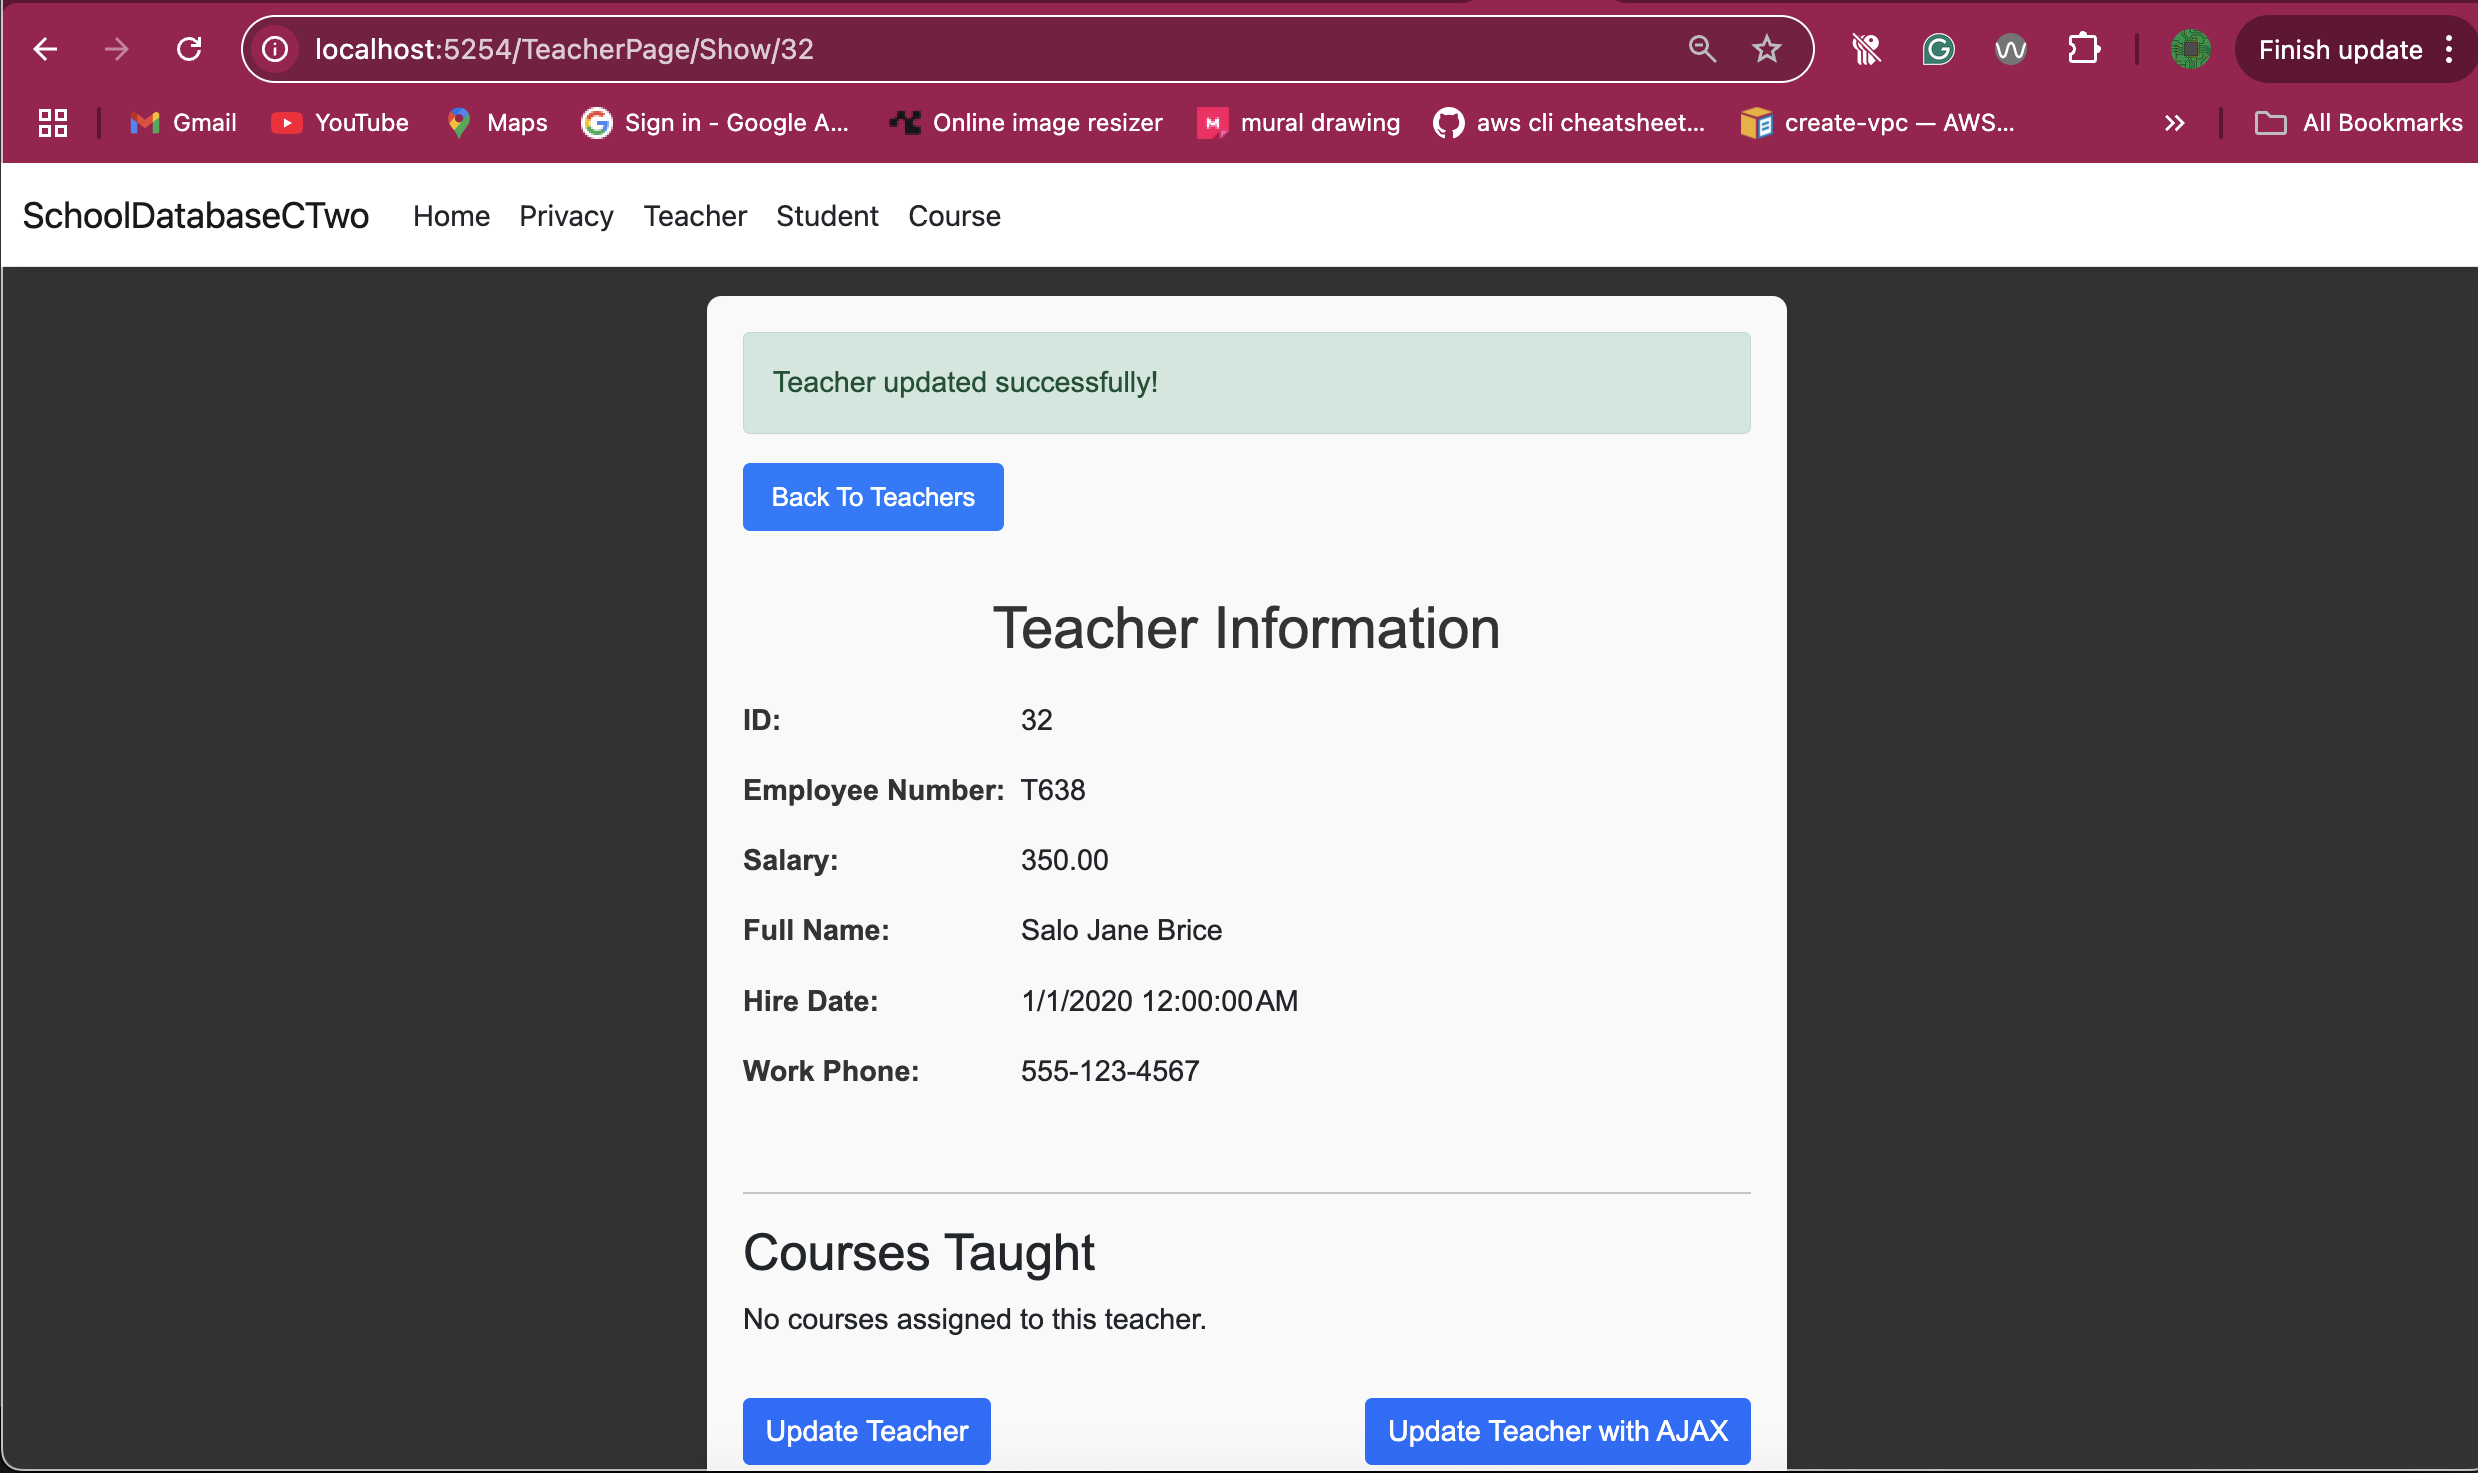 localhost:5254/TeacherPage/Show/32
Finish update
Gmail YouTube Maps Sign in - Google A... Online image resizer mural drawing aws cli cheatsheet... create-vpc — AWS... All Bookmarks
SchoolDatabaseCTwo Home Privacy Teacher Student Course
Teacher updated successfully!
Back To Teachers
Teacher Information
ID: 32
Employee Number: T638
Salary: 350.00
Full Name: Salo Jane Brice
Hire Date: 1/1/2020 12:00:00 AM
Work Phone: 555-123-4567
Courses Taught
No courses assigned to this teacher.
Update Teacher Update Teacher with AJAX